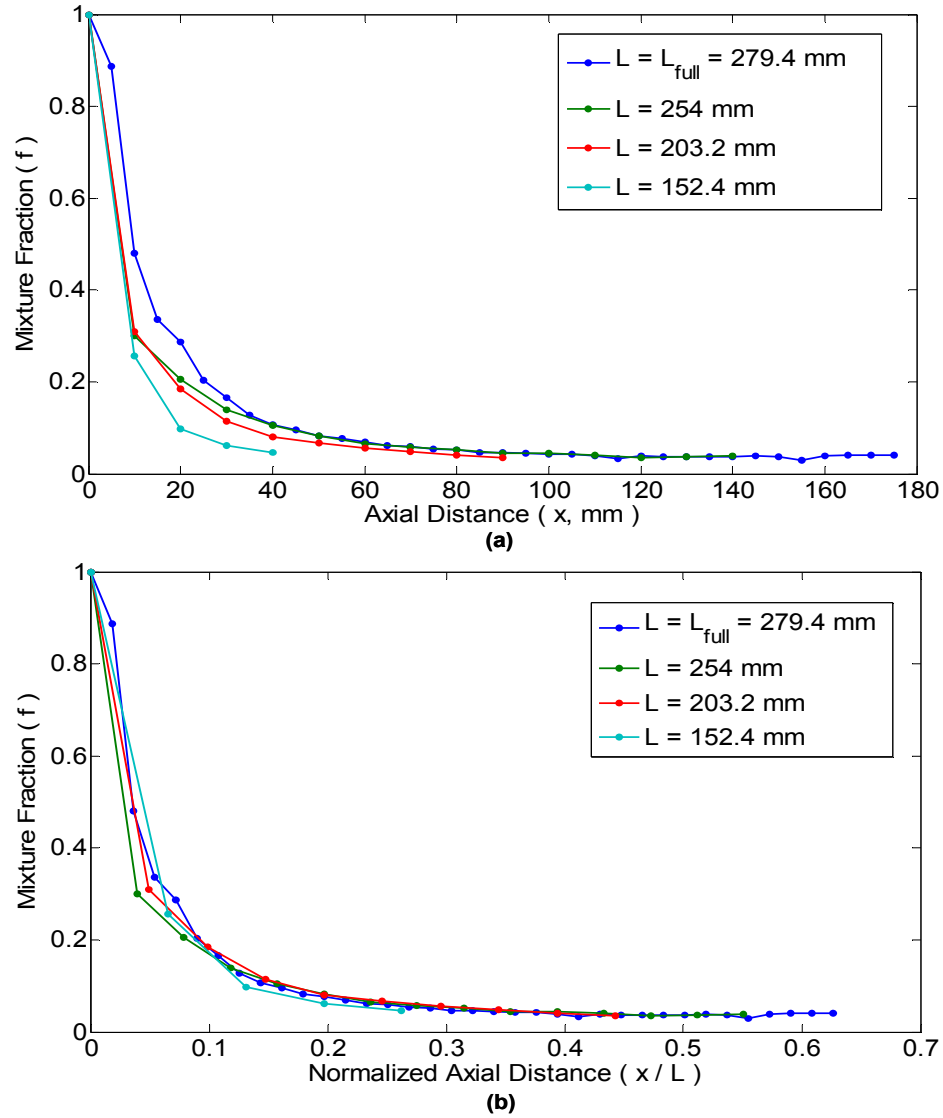 1
0.8
0.6
0.4
0.2
0
Mixture Fraction ( f )
L = Lfull = 279.4 mm
L = 254 mm
L = 203.2 mm
L = 152.4 mm
0 20 40 60 80 100 120 140 160 180
Axial Distance ( x, mm )
(a)
1
0.8
0.6
0.4
0.2
0
Mixture Fraction ( f )
L = Lfull = 279.4 mm
L = 254 mm
L = 203.2 mm
L = 152.4 mm
0 0.1 0.2 0.3 0.4 0.5 0.6 0.7
Normalized Axial Distance ( x / L )
(b)